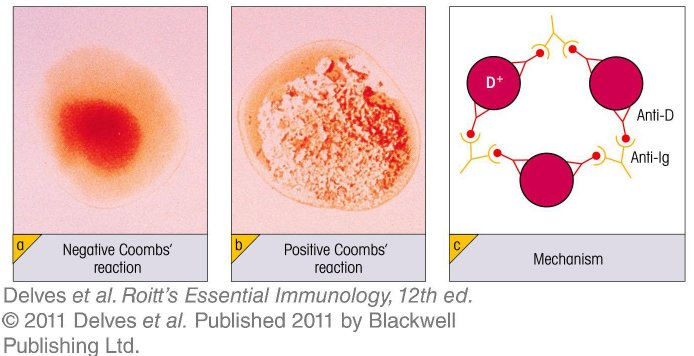 D+
Anti-D
Anti-Ig
a
Negative Coombs'
reaction
b
Positive Coombs'
reaction
c
Mechanism
Delves et al. Roitt's Essential Immunology, 12th ed.
© 2011 Delves et al. Published 2011 by Blackwell
Publishing Ltd.